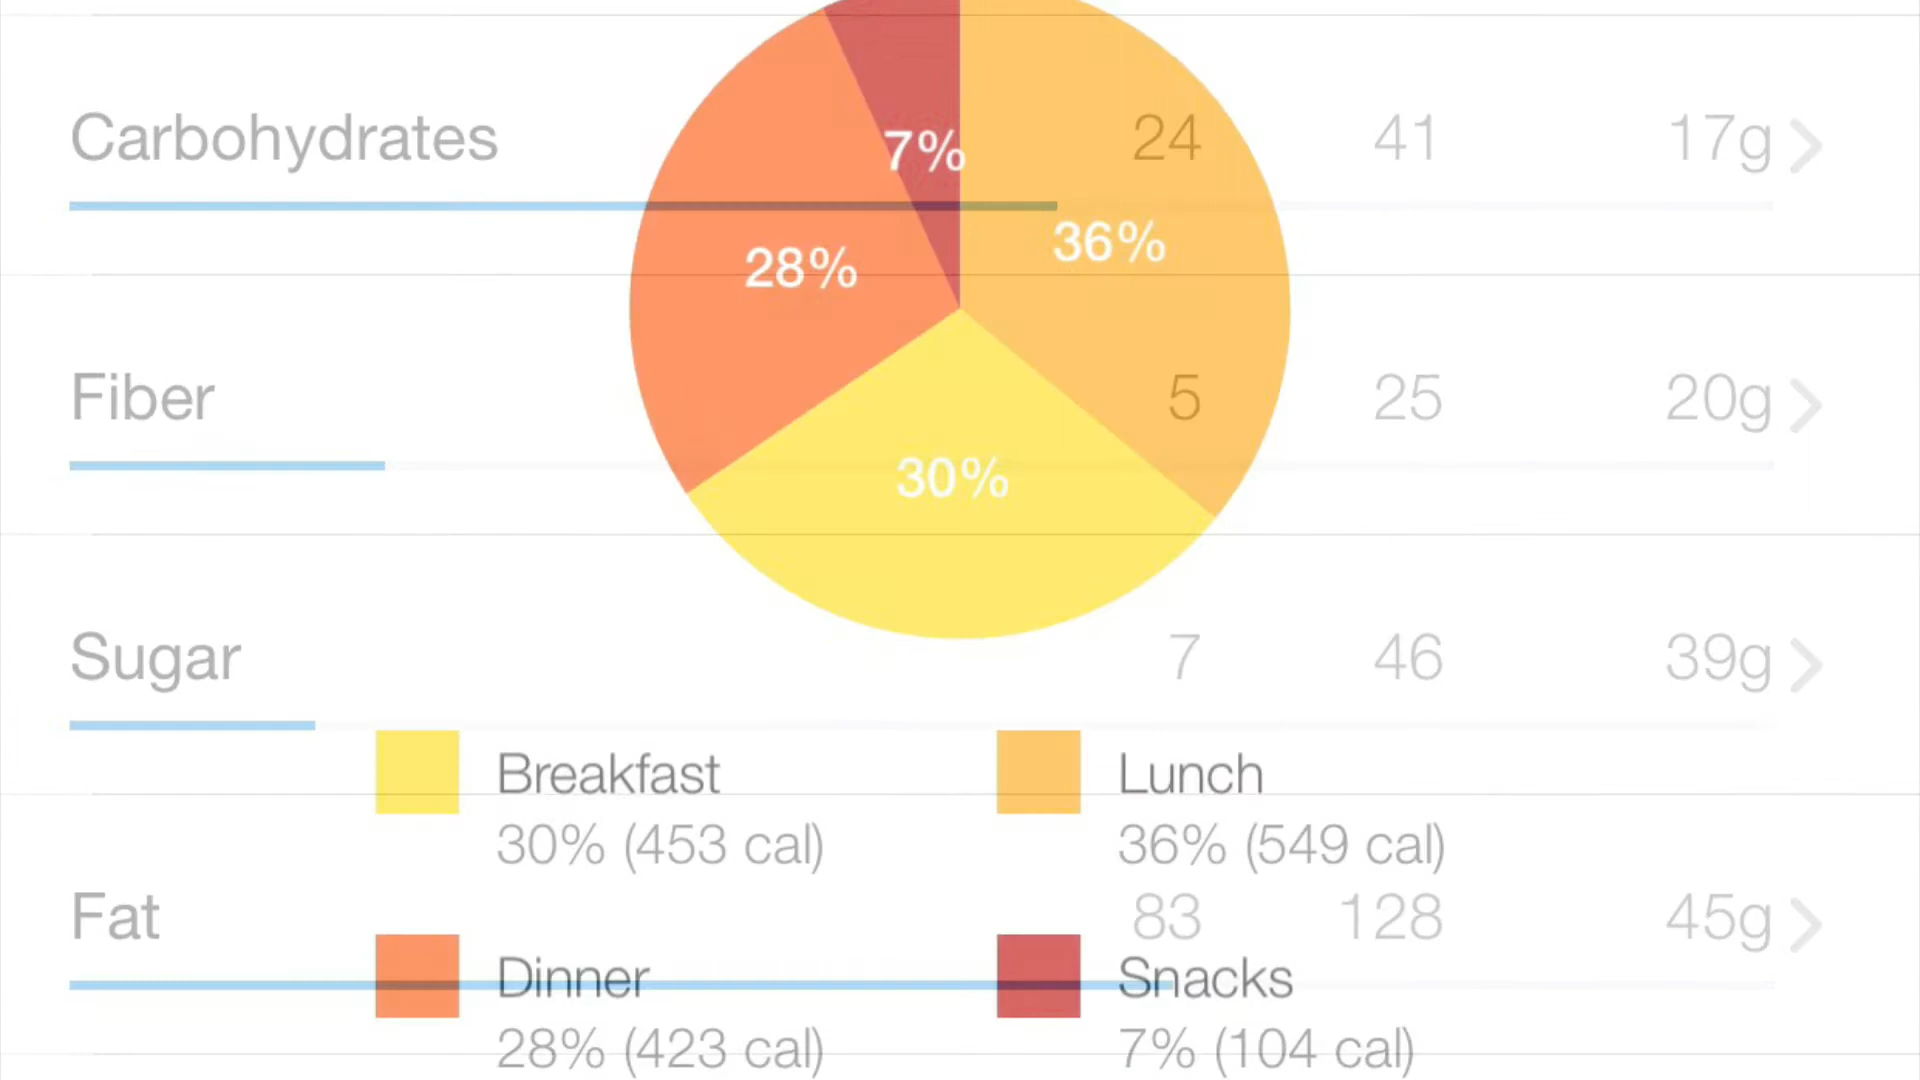 Carbohydrates 24 41 17g
7%
36%
28%
Fiber 5 25 20g
30%
Sugar 7 46 39g
Breakfast Lunch
30% (453 cal) 36% (549 cal)
Fat 83 128 45g
Dinner Snacks
28% (423 cal) 7% (104 cal)